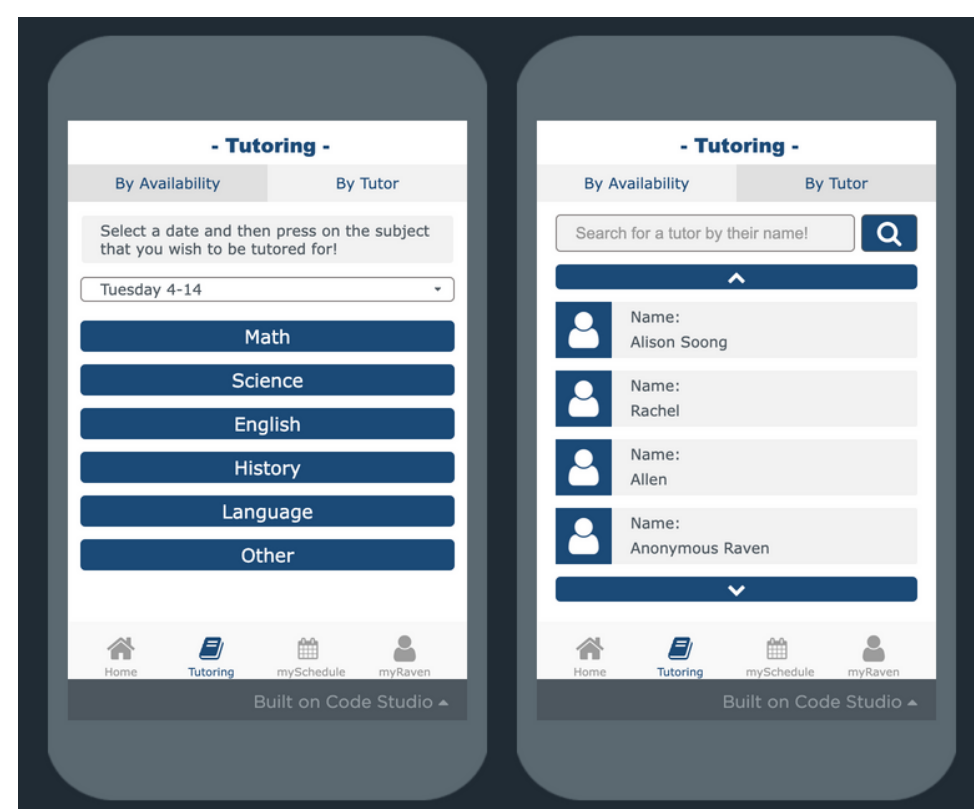 - Tutoring -
By Availability
By Tutor
Select a date and then press on the subject
that you wish to be tutored for!
Tuesday 4-14
Math
Science
English
History
Language
Other
Home
Tutoring
mySchedule
myRaven
Built on Code Studio
- Tutoring -
By Availability
By Tutor
Search for a tutor by their name!
Name:
Alison Soong
Name:
Rachel
Name:
Allen
Name:
Anonymous Raven
Home
Tutoring
mySchedule
myRaven
Built on Code Studio